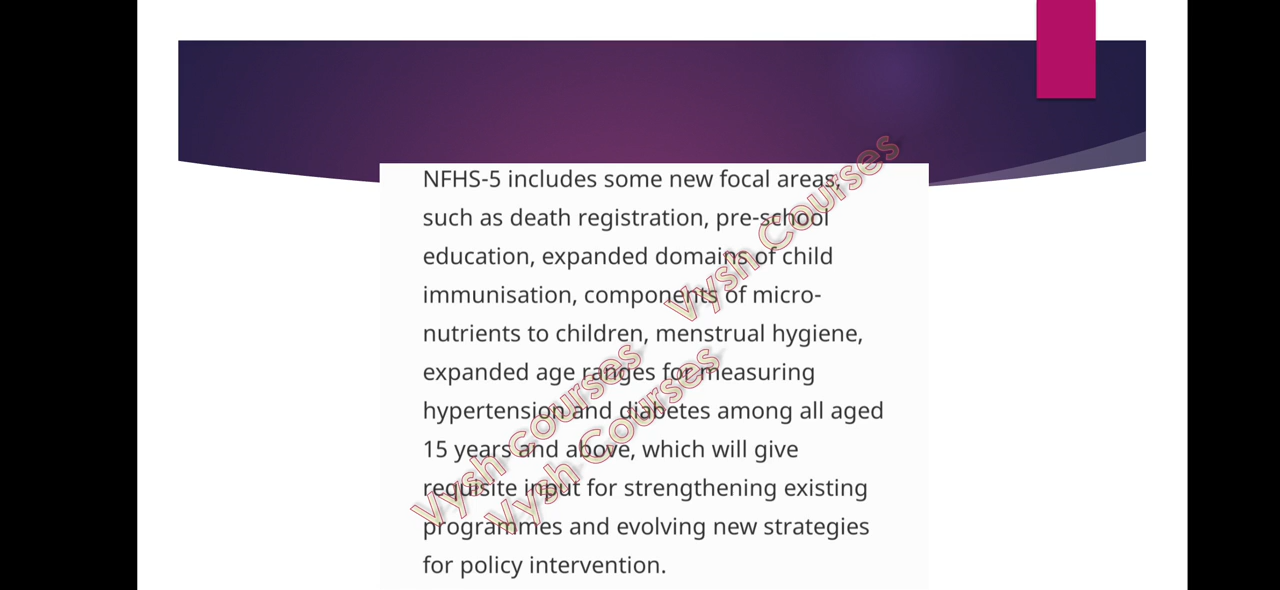 NFHS-5 includes some new focal areas,
such as death registration, pre-school
education, expanded domains of child
immunisation, components of micro-
nutrients to children, menstrual hygiene,
expanded age ranges for measuring
hypertension and diabetes among all aged
15 years and above, which will give
requisite input for strengthening existing
programmes and evolving new strategies
for policy intervention.
Vysh Courses
Vysh Courses
Vysh Courses